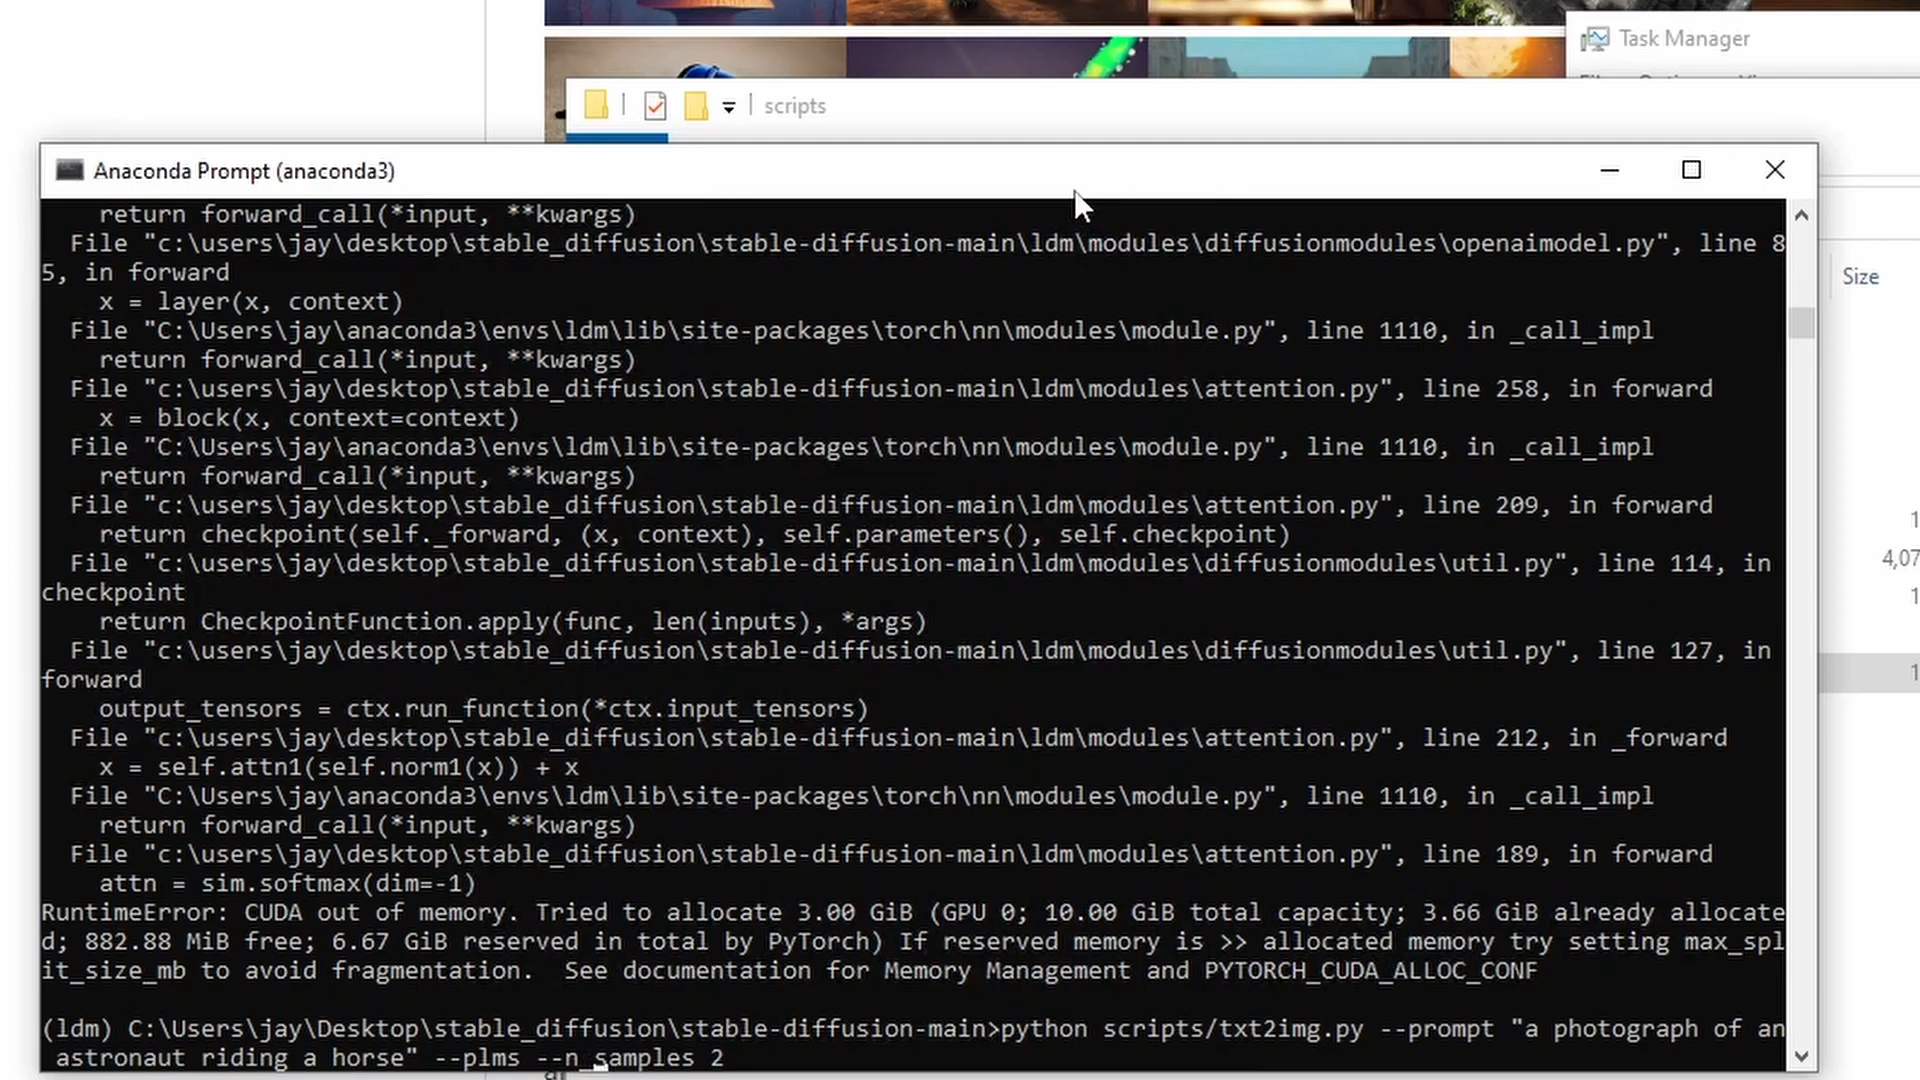 Task Manager
scripts
Anaconda Prompt (anaconda3)
Size
return forward_call(*input, **kwargs)
File "c:\users\jay\desktop\stable_diffusion\stable-diffusion-main\ldm\modules\diffusionmodules\openaimodel.py", line 8
5, in forward
x = layer(x, context)
File "C:\Users\jay\anaconda3\envs\ldm\lib\site-packages\torch\nn\modules\module.py", line 1110, in _call_impl
return forward_call(*input, **kwargs)
File "c:\users\jay\desktop\stable_diffusion\stable-diffusion-main\ldm\modules\attention.py", line 258, in forward
x = block(x, context=context)
File "C:\Users\jay\anaconda3\envs\ldm\lib\site-packages\torch\nn\modules\module.py", line 1110, in _call_impl
return forward_call(*input, **kwargs)
File "c:\users\jay\desktop\stable_diffusion\stable-diffusion-main\ldm\modules\attention.py", line 209, in forward
return checkpoint(self._forward, (x, context), self.parameters(), self.checkpoint)
File "c:\users\jay\desktop\stable_diffusion\stable-diffusion-main\ldm\modules\diffusionmodules\util.py", line 114, in
checkpoint
return CheckpointFunction.apply(func, len(inputs), *args)
File "c:\users\jay\desktop\stable_diffusion\stable-diffusion-main\ldm\modules\diffusionmodules\util.py", line 127, in
forward
output_tensors = ctx.run_function(*ctx.input_tensors)
File "c:\users\jay\desktop\stable_diffusion\stable-diffusion-main\ldm\modules\attention.py", line 212, in _forward
x = self.attn1(self.norm1(x)) + x
File "C:\Users\jay\anaconda3\envs\ldm\lib\site-packages\torch\nn\modules\module.py", line 1110, in _call_impl
return forward_call(*input, **kwargs)
File "c:\users\jay\desktop\stable_diffusion\stable-diffusion-main\ldm\modules\attention.py", line 189, in forward
attn = sim.softmax(dim=-1)
RuntimeError: CUDA out of memory. Tried to allocate 3.00 GiB (GPU 0; 10.00 GiB total capacity; 3.66 GiB already allocate
d; 882.88 MiB free; 6.67 GiB reserved in total by PyTorch) If reserved memory is >> allocated memory try setting max_spl
it_size_mb to avoid fragmentation.  See documentation for Memory Management and PYTORCH_CUDA_ALLOC_CONF
(ldm) C:\Users\jay\Desktop\stable_diffusion\stable-diffusion-main>python scripts/txt2img.py --prompt "a photograph of an
astronaut riding a horse" --plms --n_samples 2